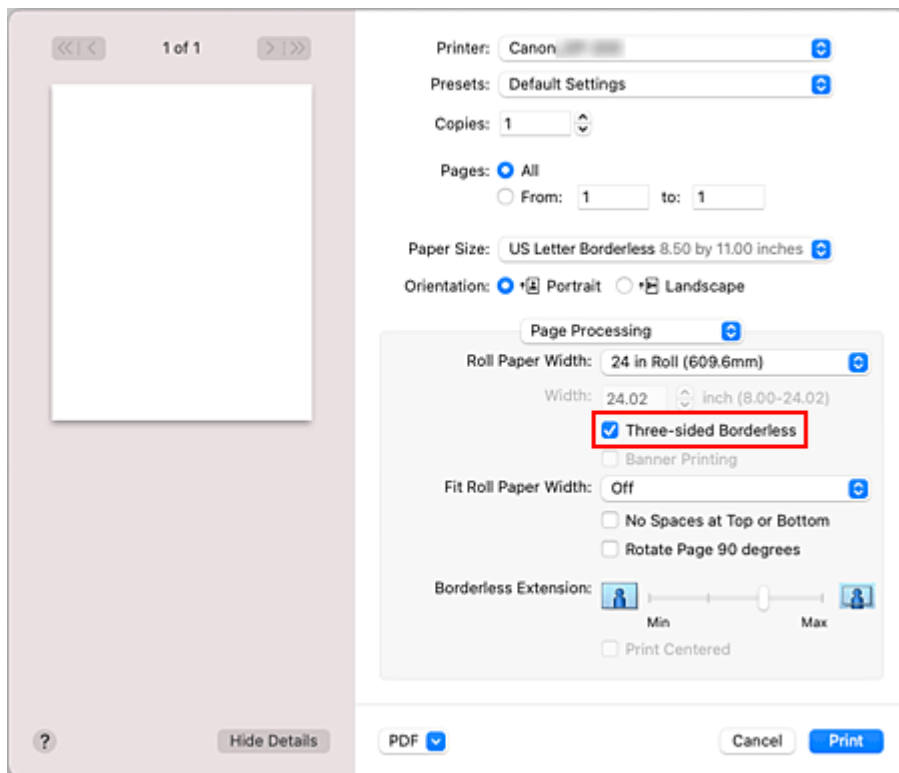 1 of 1
Printer: Canon
Presets: Default Settings
Copies: 1
Pages: All
From: 1 to: 1
Paper Size: US Letter Borderless 8.50 by 11.00 inches
Orientation: Portrait Landscape
Page Processing
Roll Paper Width: 24 in Roll (609.6mm)
Width: 24.02 inch (8.00-24.02)
Three-sided Borderless
Banner Printing
Fit Roll Paper Width: Off
No Spaces at Top or Bottom
Rotate Page 90 degrees
Borderless Extension:
Min Max
Print Centered
? Hide Details PDF Cancel Print